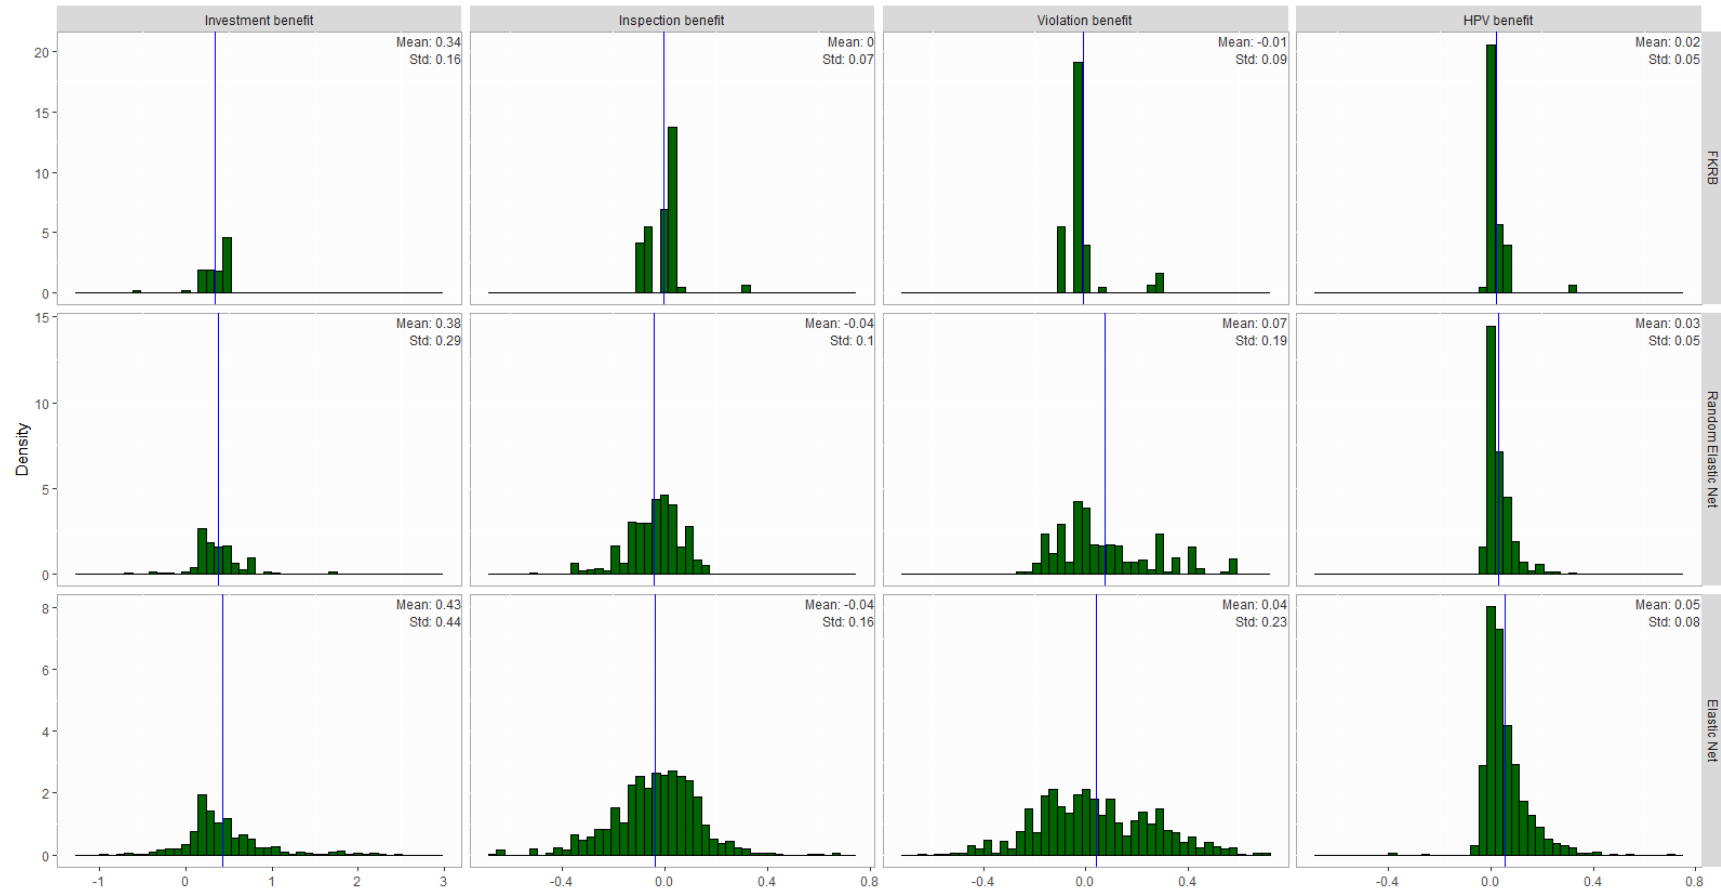 Investment benefit
Inspection benefit
Violation benefit
HPV benefit
Density
20
15
10
5
0
Mean: 0.34
Std: 0.16
Mean: 0
Std: 0.07
Mean: -0.01
Std: 0.09
Mean: 0.02
Std: 0.05
FKRB
15
10
5
0
Mean: 0.38
Std: 0.29
Mean: -0.04
Std: 0.1
Mean: 0.07
Std: 0.19
Mean: 0.03
Std: 0.05
Random Elastic Net
8
6
4
2
0
Mean: 0.43
Std: 0.44
Mean: -0.04
Std: 0.16
Mean: 0.04
Std: 0.23
Mean: 0.05
Std: 0.08
Elastic Net
-1 0 1 2 3
-0.4 0.0 0.4 0.8
-0.4 0.0 0.4
-0.4 0.0 0.4 0.8